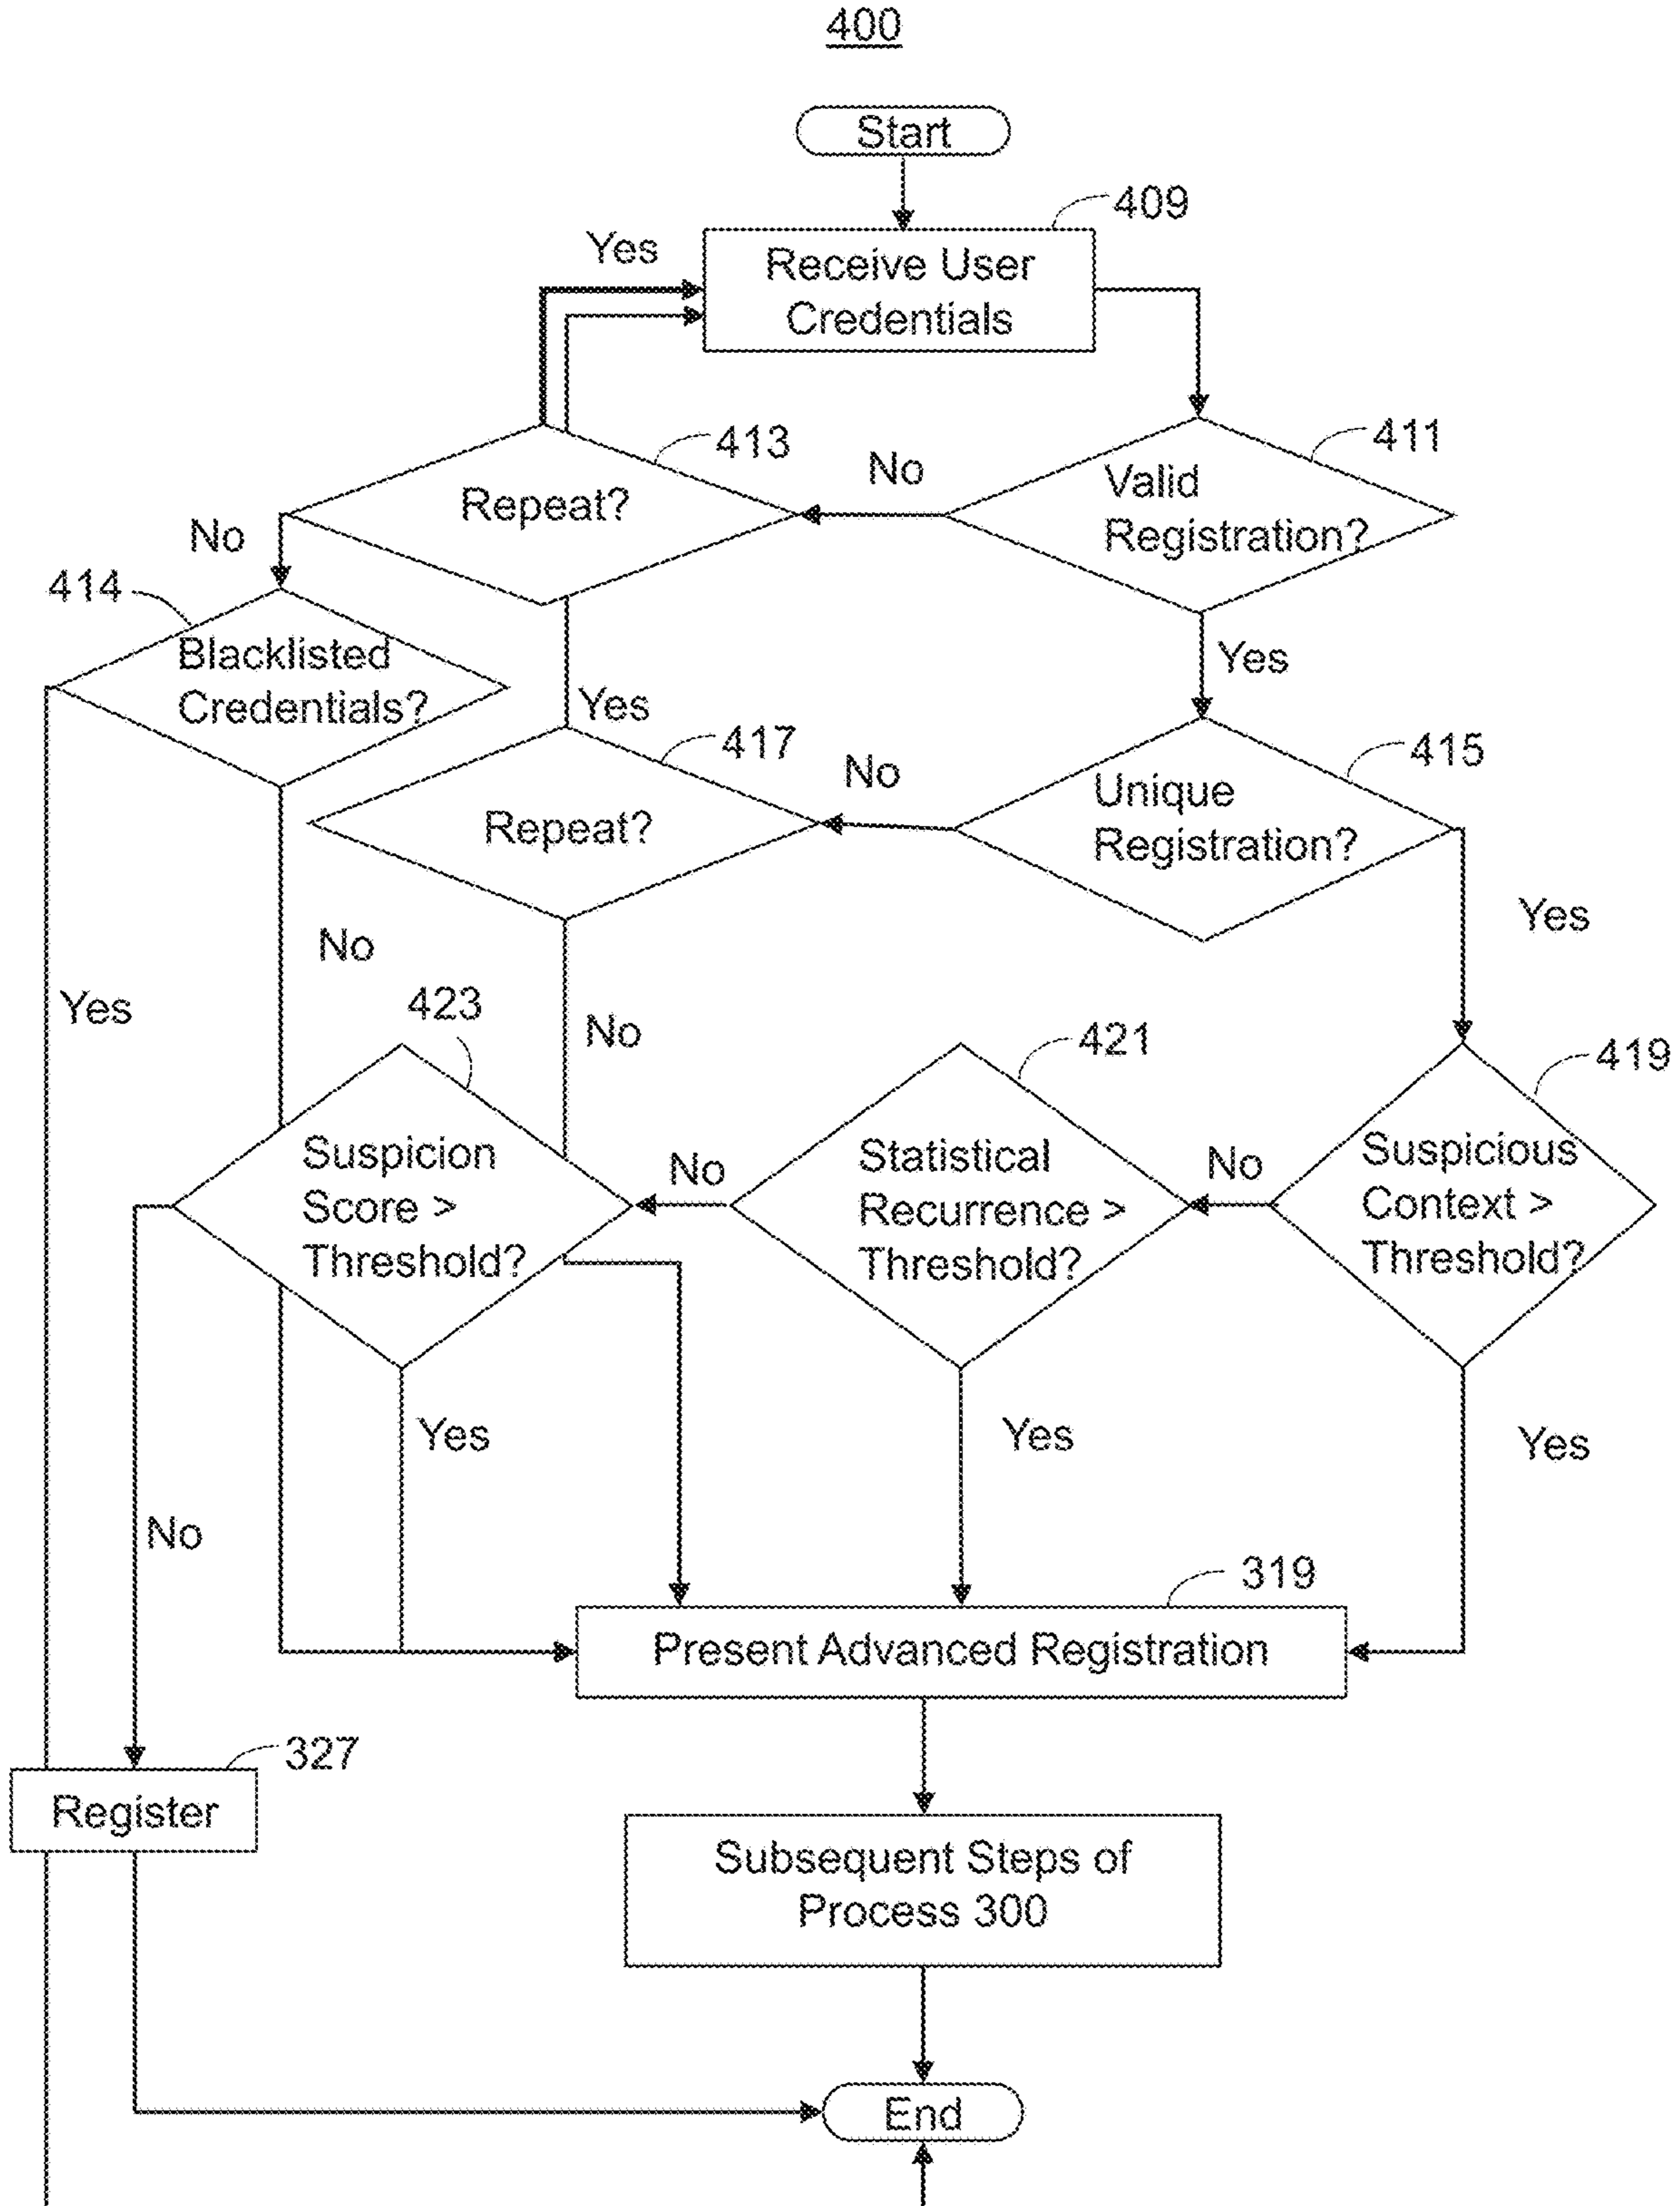 400
Start
409
Yes
Receive User
Credentials
413
411
No
Valid
Registration?
Repeat?
No
414
Yes
Blacklisted
Credentials?
Yes
417
415
No
Unique
Registration?
Repeat?
Yes
No
Yes
423
No
421
419
Suspicion
Score >
Threshold?
No
Statistical
Recurrence >
Threshold?
No
Suspicious
Context >
Threshold?
Yes
Yes
Yes
No
319
Present Advanced Registration
327
Register
Subsequent Steps of
Process 300
End